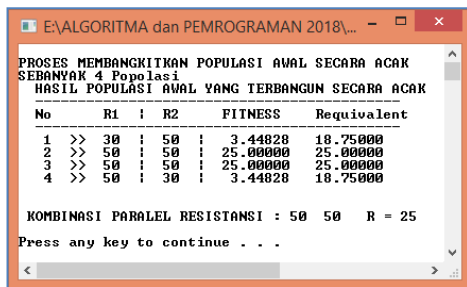 E:\ALGORITMA dan PEMROGRAMAN 2018\...
PROSES MEMBANGKITKAN POPULASI AWAL SECARA ACAK
SEBANYAK 4 Popolasi
HASIL POPULASI AWAL YANG TERBANGUN SECARA ACAK
--------------------------------------------------
No R1 ¦ R2 FITNESS Requivalent
--------------------------------------------------
1 >> 30 ¦ 50 ¦ 3.44828 18.75000
2 >> 50 ¦ 50 ¦ 25.00000 25.00000
3 >> 50 ¦ 50 ¦ 25.00000 25.00000
4 >> 50 ¦ 30 ¦ 3.44828 18.75000
KOMBINASI PARALEL RESISTANSI : 50 50 R = 25
Press any key to continue . . .